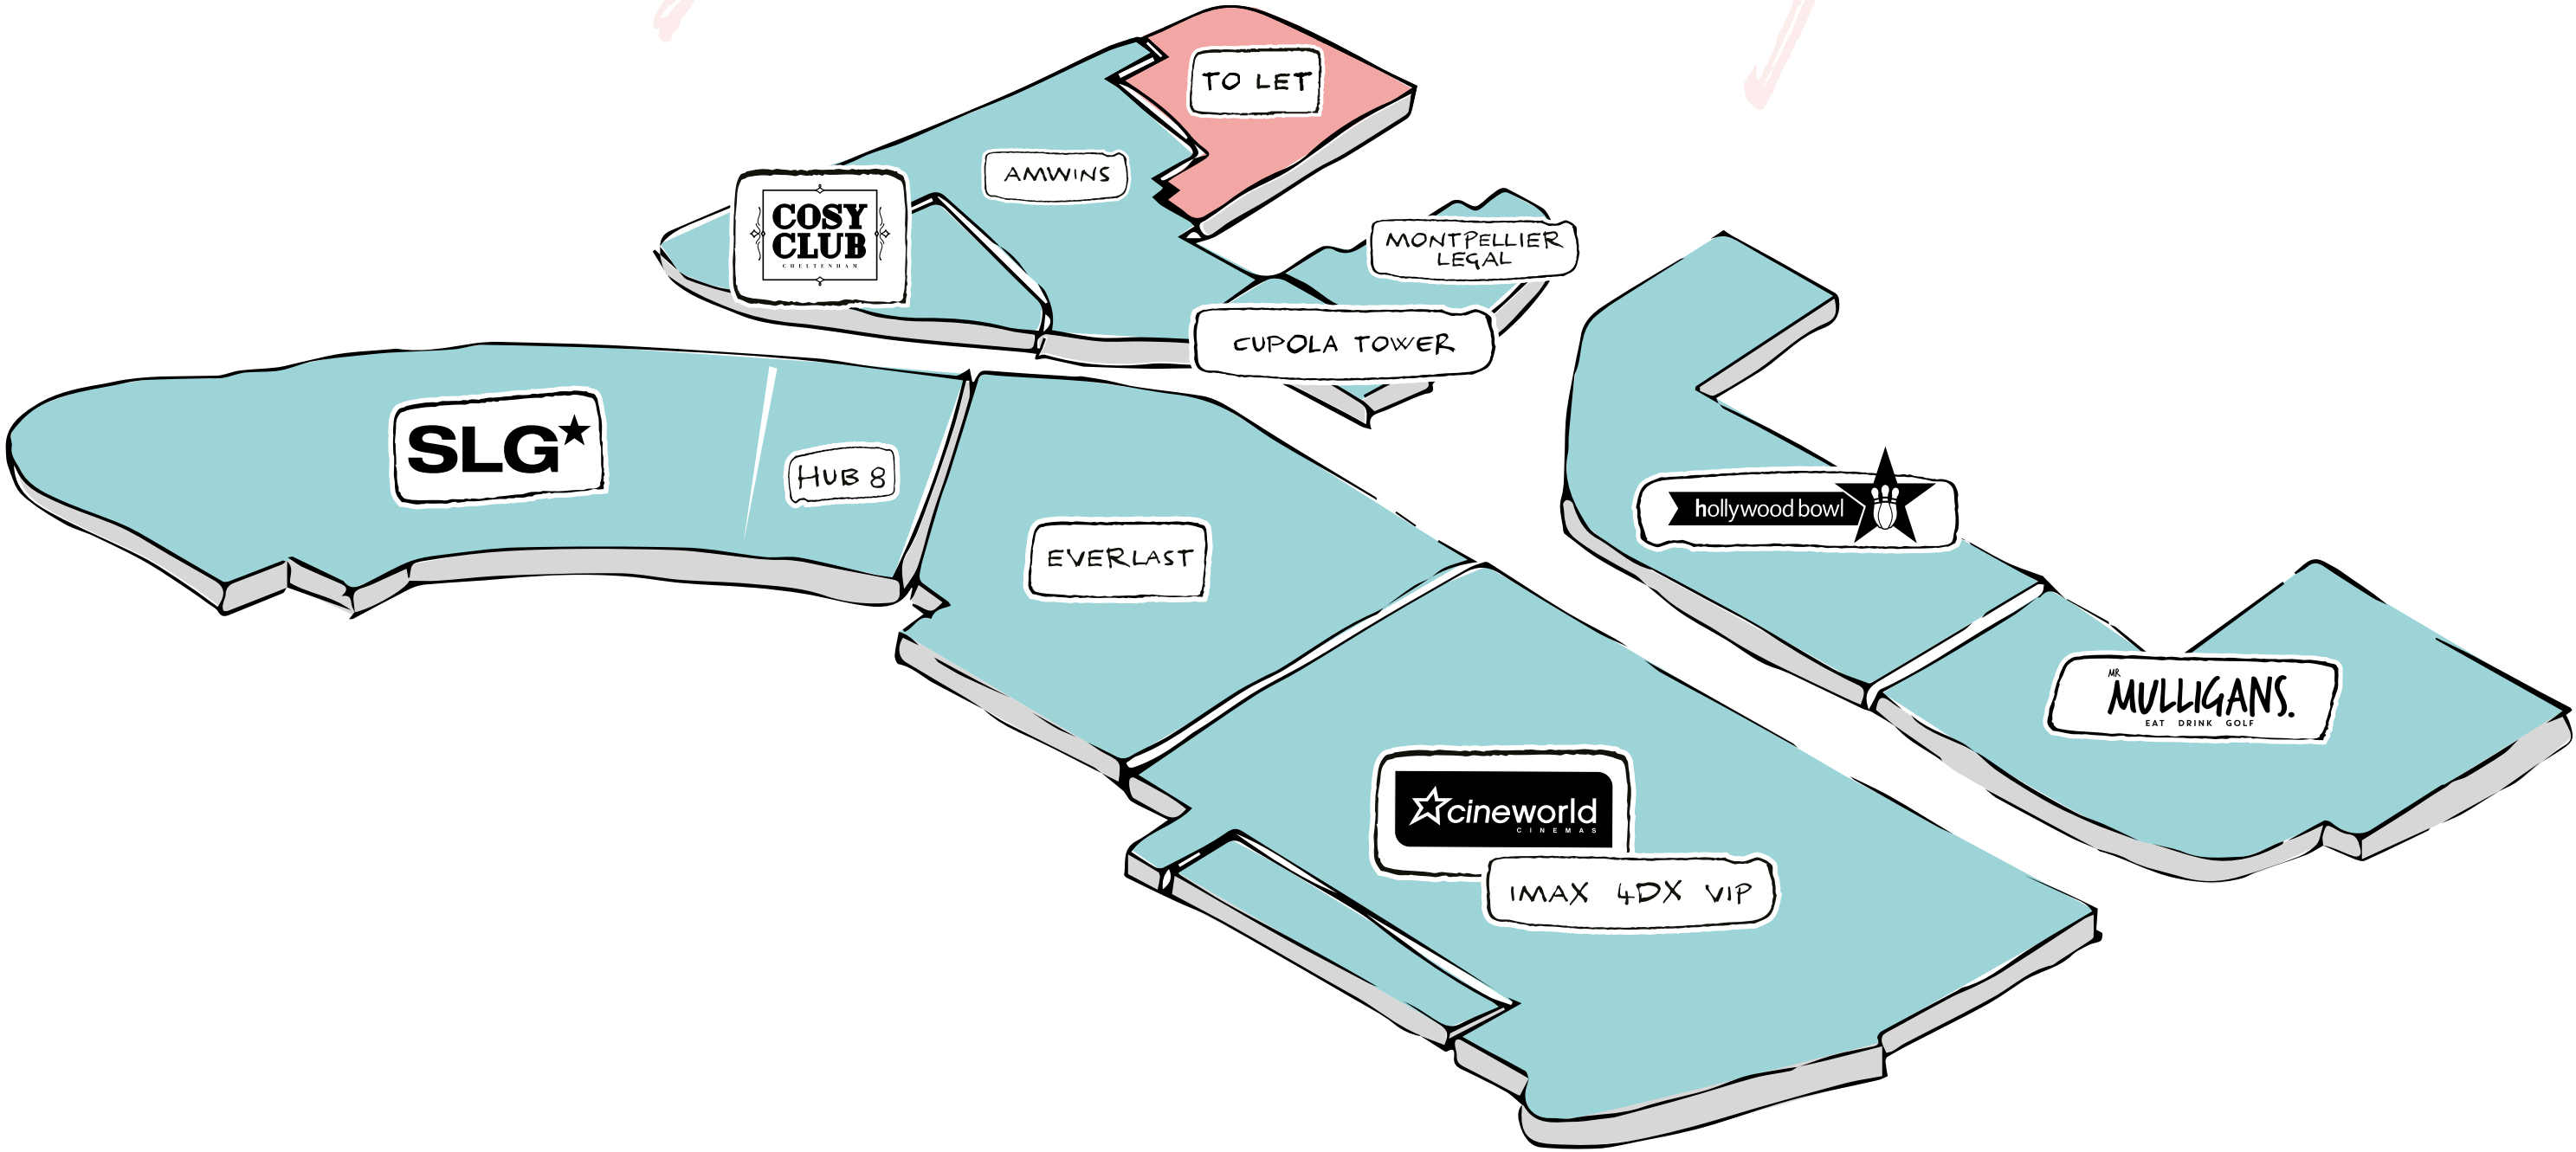 TO LET
AMWINS
COSY
CLUB
CHELTENHAM
MONTPELLIER
LEGAL
CUPOLA TOWER
SLG
HUB 8
hollywood bowl
EVERLAST
MR
MULLIGANS.
EAT DRINK GOLF
cineworld
CINEMAS
IMAX 4DX VIP